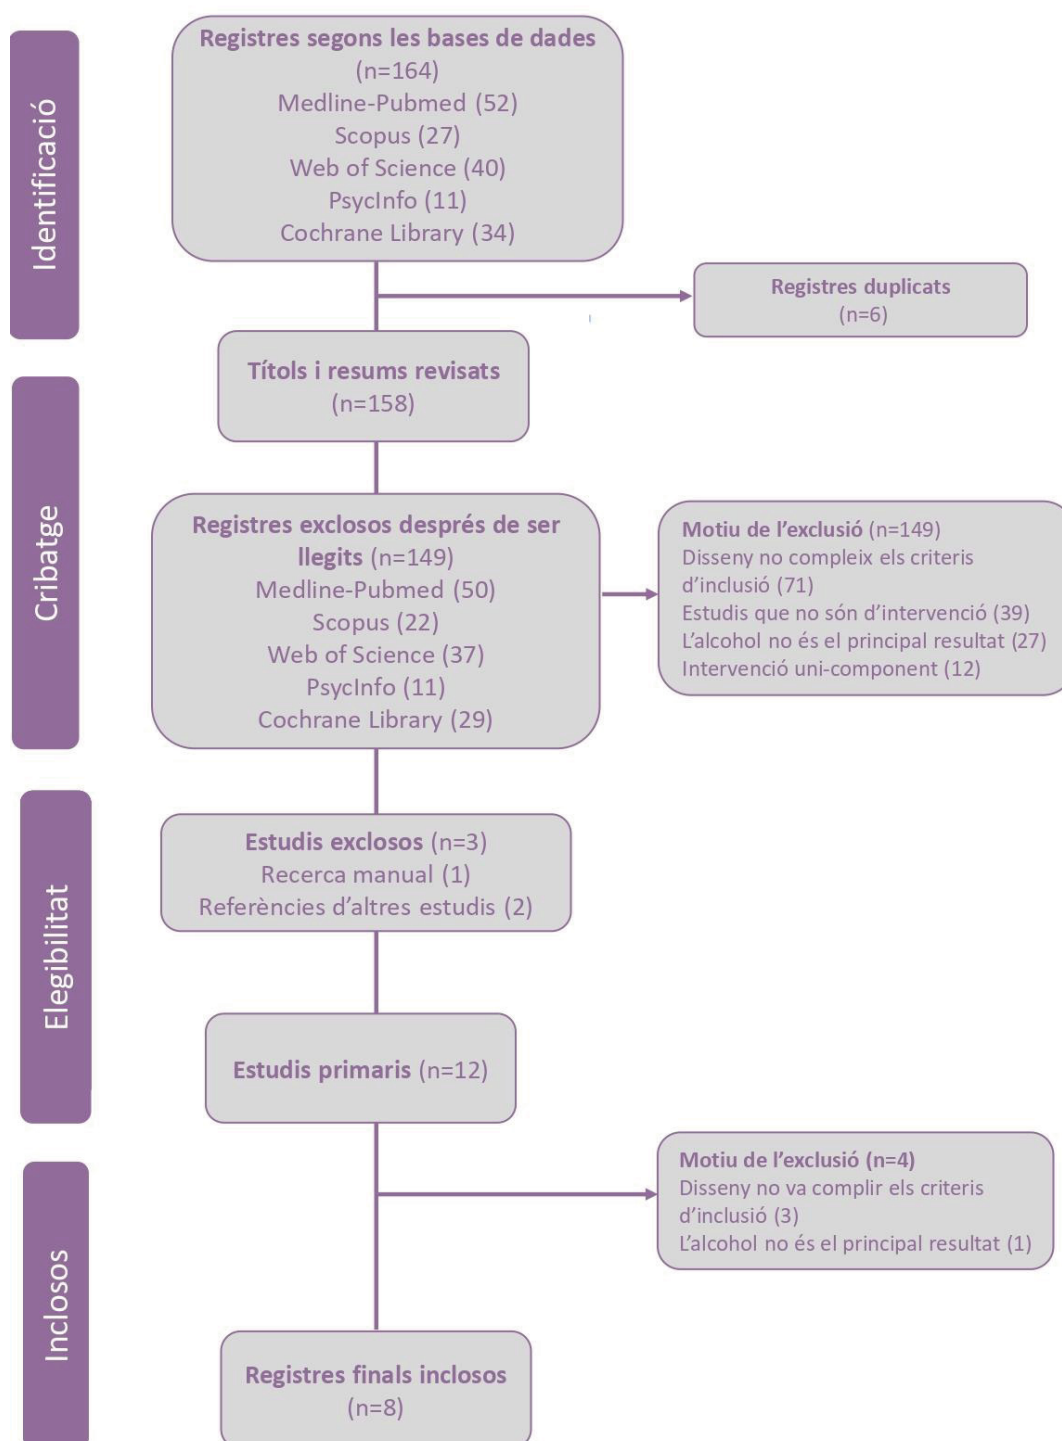 Identificació
Registres segons les bases de dades
(n=164)
Medline-Pubmed (52)
Scopus (27)
Web of Science (40)
PsycInfo (11)
Cochrane Library (34)
Registres duplicats
(n=6)
Títols i resums revisats
(n=158)
Cribatge
Registres exclosos després de ser
llegits (n=149)
Medline-Pubmed (50)
Scopus (22)
Web of Science (37)
PsycInfo (11)
Cochrane Library (29)
Motiu de l’exclusió (n=149)
Disseny no compleix els criteris
d’inclusió (71)
Estudis que no són d’intervenció (39)
L’alcohol no és el principal resultat (27)
Intervenció uni-component (12)
Elegibilitat
Estudis exclosos (n=3)
Recerca manual (1)
Referències d’altres estudis (2)
Estudis primaris (n=12)
Inclosos
Motiu de l’exclusió (n=4)
Disseny no va complir els criteris
d’inclusió (3)
L’alcohol no és el principal resultat (1)
Registres finals inclosos
(n=8)